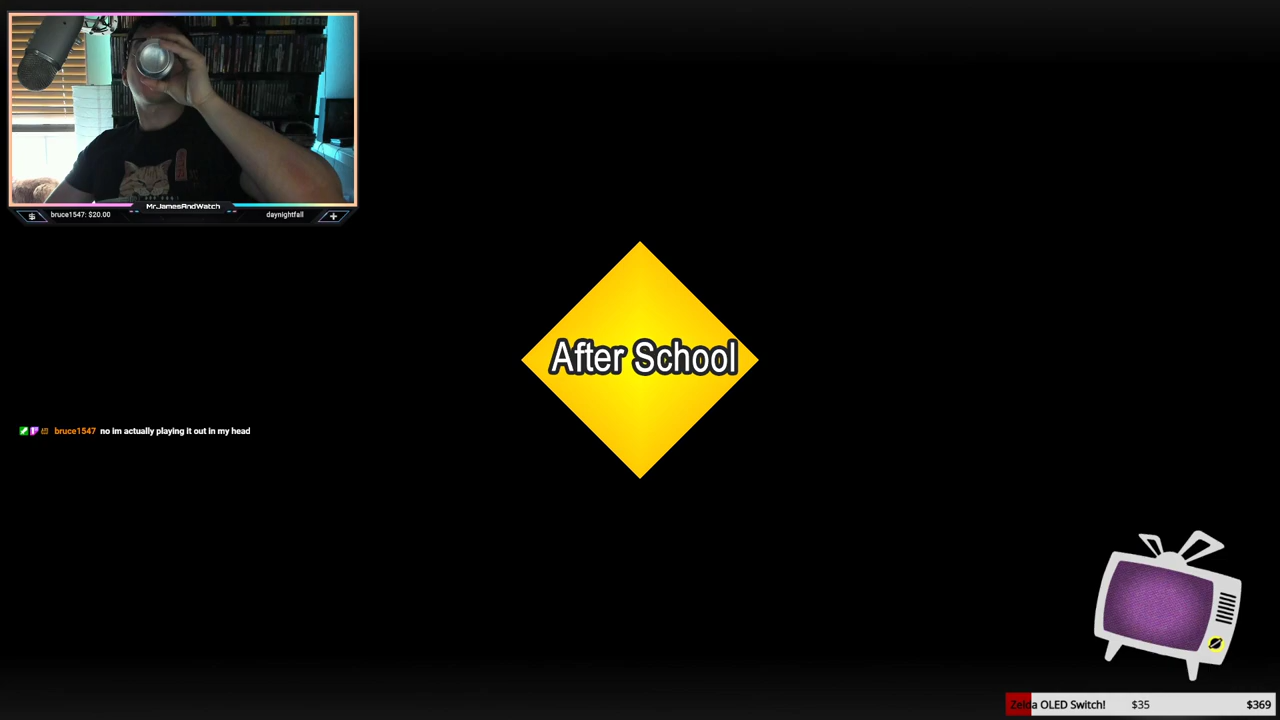 MrJamesAndWatch
bruce1547: $20.00
daynightfall
After School
bruce1547 no im actually playing it out in my head
Zelda OLED Switch! $35 $369